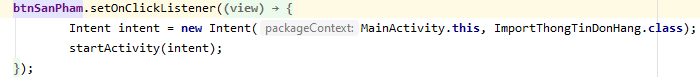 btnSanPham.setOnClickListener((view) → {
Intent intent = new Intent( packageContext: MainActivity.this, ImportThongTinDonHang.class);
startActivity(intent);
});